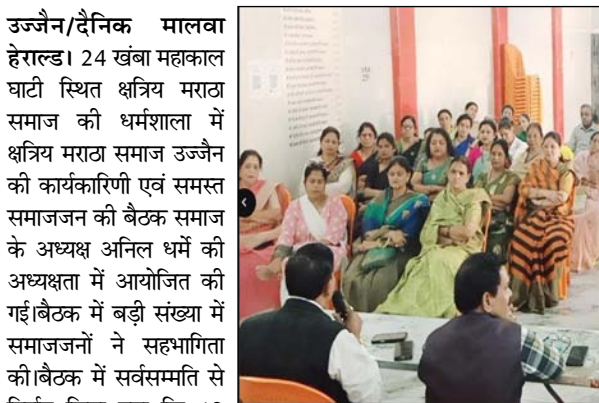 उज्जैन/दैनिक मालवा
हेराल्ड। 24 खंबा महाकाल
घाटी स्थित क्षत्रिय मराठा
समाज की धर्मशाला में
क्षत्रिय मराठा समाज उज्जैन
की कार्यकारिणी एवं समस्त
समाजजन की बैठक समाज
के अध्यक्ष अनिल धर्मे की
अध्यक्षता में आयोजित की
गई।बैठक में बड़ी संख्या में
समाजजनों ने सहभागिता
की।बैठक में सर्वसम्मति से